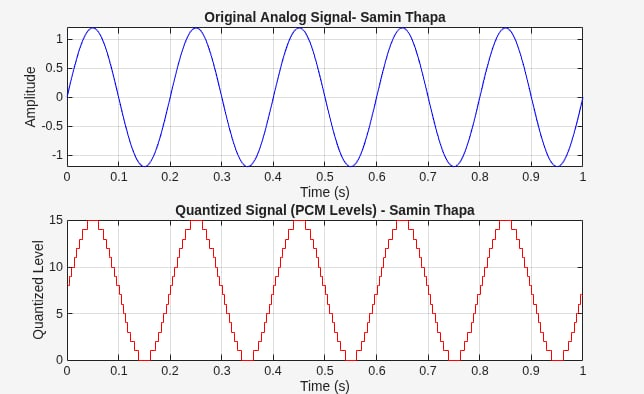 Original Analog Signal- Samin Thapa
1
0.5
0
-0.5
-1
Amplitude
0 0.1 0.2 0.3 0.4 0.5 0.6 0.7 0.8 0.9 1
Time (s)
Quantized Signal (PCM Levels) - Samin Thapa
15
10
5
0
Quantized Level
0 0.1 0.2 0.3 0.4 0.5 0.6 0.7 0.8 0.9 1
Time (s)